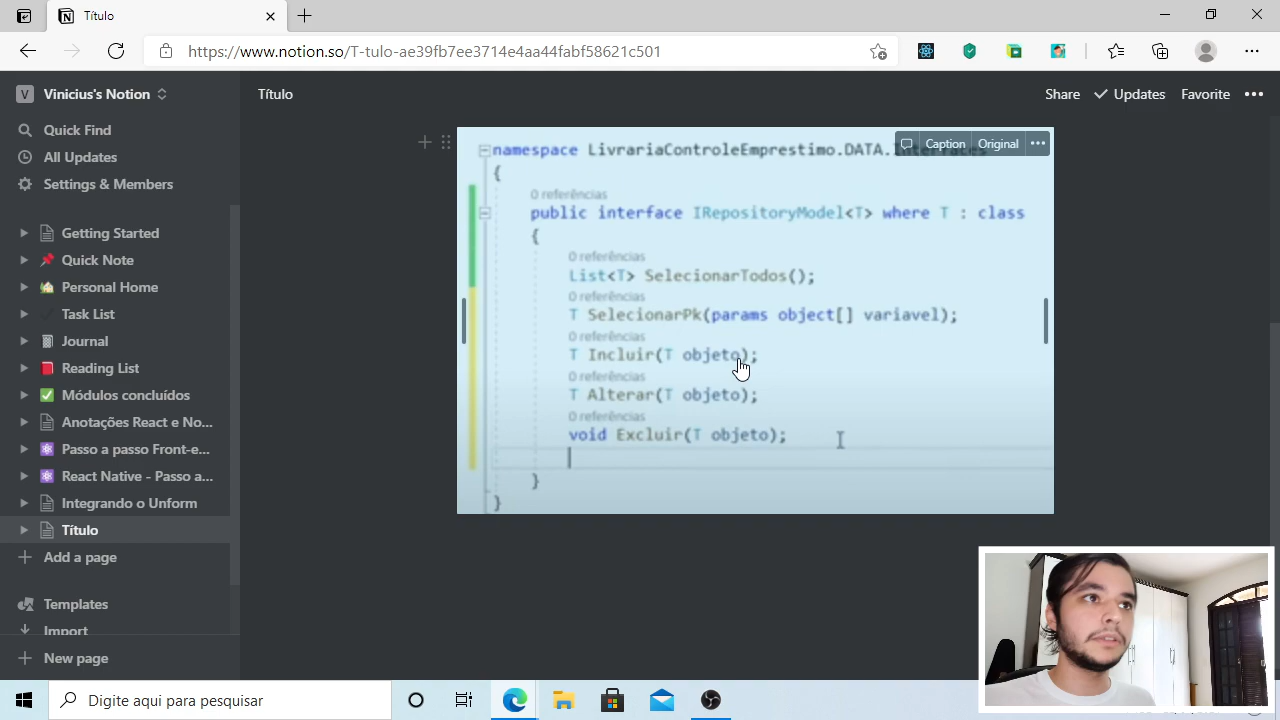 Título
https://www.notion.so/T-tulo-ae39fb7ee3714e4aa44fabf58621c501
V Vinicius's Notion
Título
Share Updates Favorite
Quick Find
All Updates
Settings & Members
Getting Started
Quick Note
Personal Home
Task List
Journal
Reading List
Módulos concluídos
Anotações React e No...
Passo a passo Front-e...
React Native - Passo a...
Integrando o Unform
Título
Add a page
Templates
Import
New page
Caption Original
namespace LivrariaControleEmprestimo.DATA.Interfaces
{
0 referências
public interface IRepositoryModel<T> where T : class
{
0 referências
List<T> SelecionarTodos();
0 referências
T SelecionarPk(params object[] variavel);
0 referências
T Incluir(T objeto);
0 referências
T Alterar(T objeto);
0 referências
void Excluir(T objeto);
}
}
Digite aqui para pesquisar